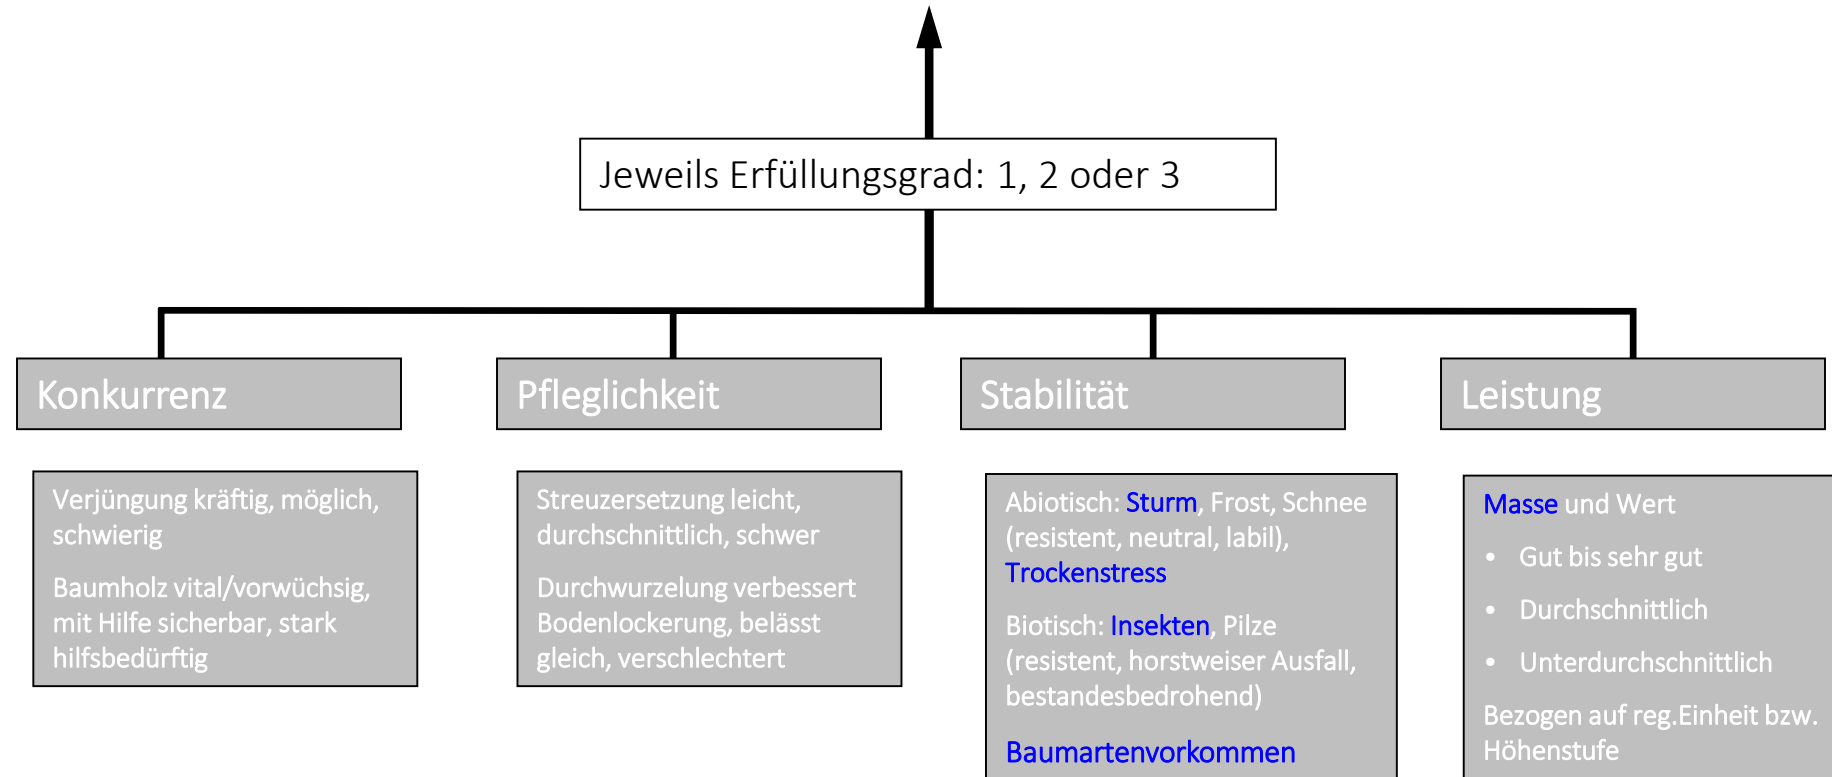 Jeweils Erfüllungsgrad: 1, 2 oder 3
Konkurrenz
Pfleglichkeit
Stabilität
Leistung
Verjüngung kräftig, möglich,
schwierig
Baumholz vital/vorwüchsig,
mit Hilfe sicherbar, stark
hilfsbedürftig
Streuzersetzung leicht,
durchschnittlich, schwer
Durchwurzelung verbessert
Bodenlockerung, belässt
gleich, verschlechtert
Abiotisch: Sturm, Frost, Schnee
(resistent, neutral, labil),
Trockenstress
Biotisch: Insekten, Pilze
(resistent, horstweiser Ausfall,
bestandesbedrohend)
Baumartenvorkommen
Masse und Wert
• Gut bis sehr gut
• Durchschnittlich
• Unterdurchschnittlich
Bezogen auf reg.Einheit bzw.
Höhenstufe